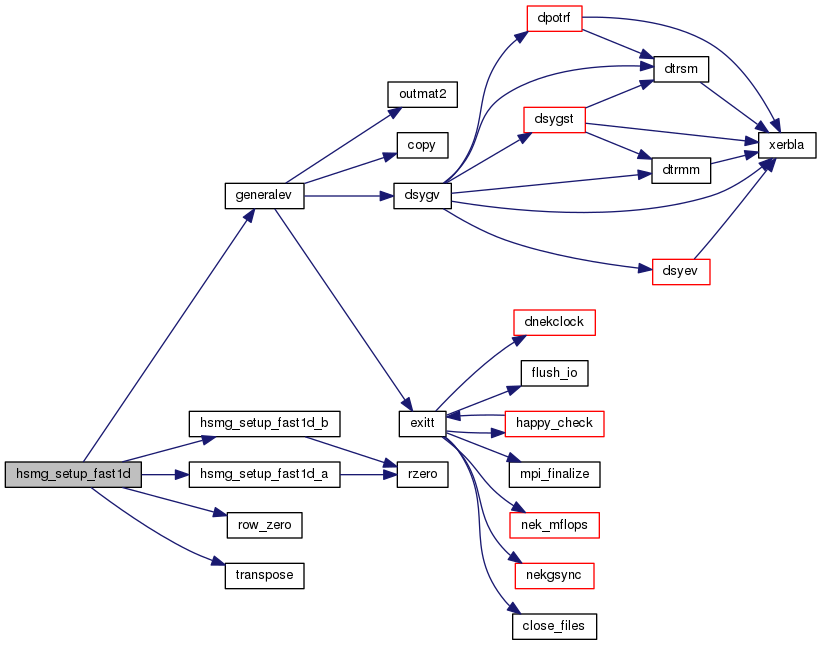 dpotrf
dtrsm
outmat2
dsygst
copy
xerbla
dtrmm
generalev
dsygv
dsyev
dnekclock
flush_io
hsmg_setup_fast1d_b
exitt
happy_check
hsmg_setup_fast1d
hsmg_setup_fast1d_a
rzero
mpi_finalize
row_zero
nek_mflops
transpose
nekgsync
close_files